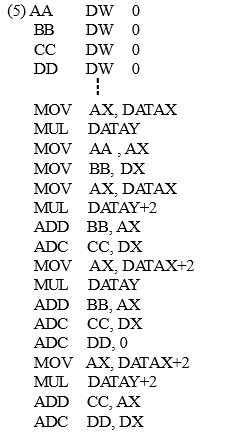 (5) AA DW 0
BB DW 0
CC DW 0
DD DW 0
MOV AX, DATAX
MUL DATAY
MOV AA , AX
MOV BB, DX
MOV AX, DATAX
MUL DATAY+2
ADD BB, AX
ADC CC, DX
MOV AX, DATAX+2
MUL DATAY
ADD BB, AX
ADC CC, DX
ADC DD, 0
MOV AX, DATAX+2
MUL DATAY+2
ADD CC, AX
ADC DD, DX